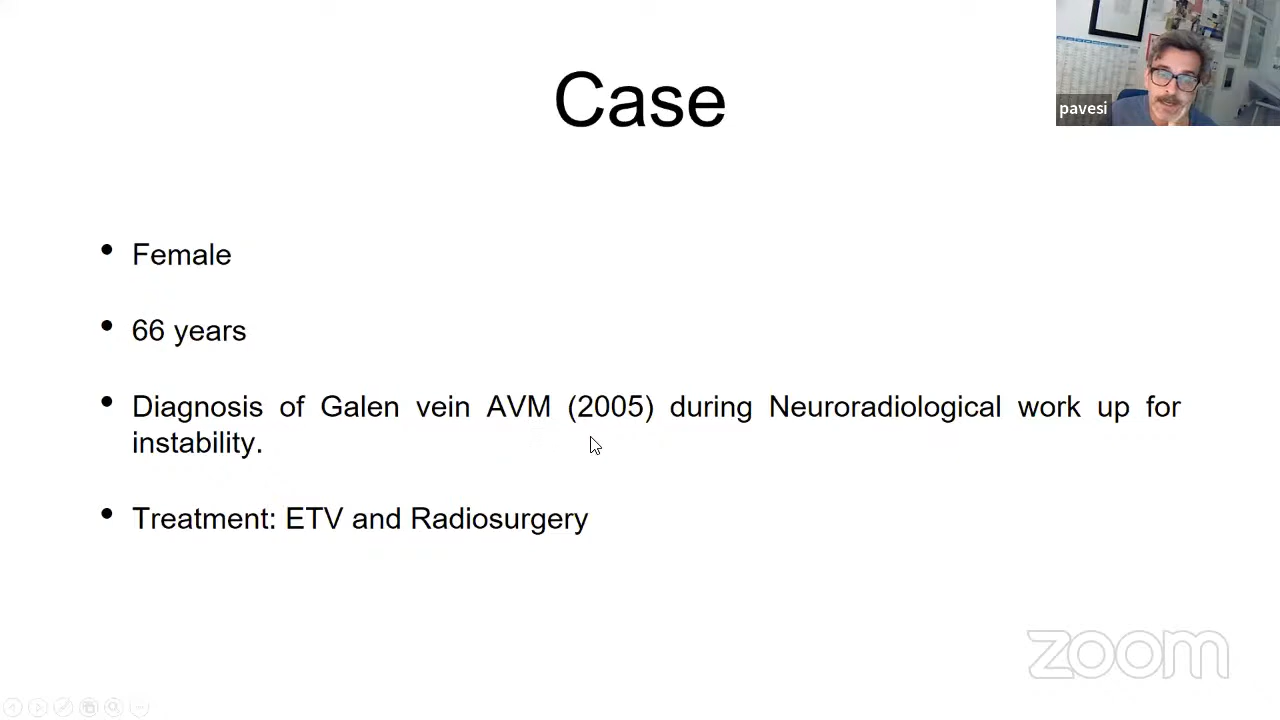 Case
pavesi
Female
66 years
Diagnosis of Galen vein AVM (2005) during Neuroradiological work up for
instability.
Treatment: ETV and Radiosurgery
zoom